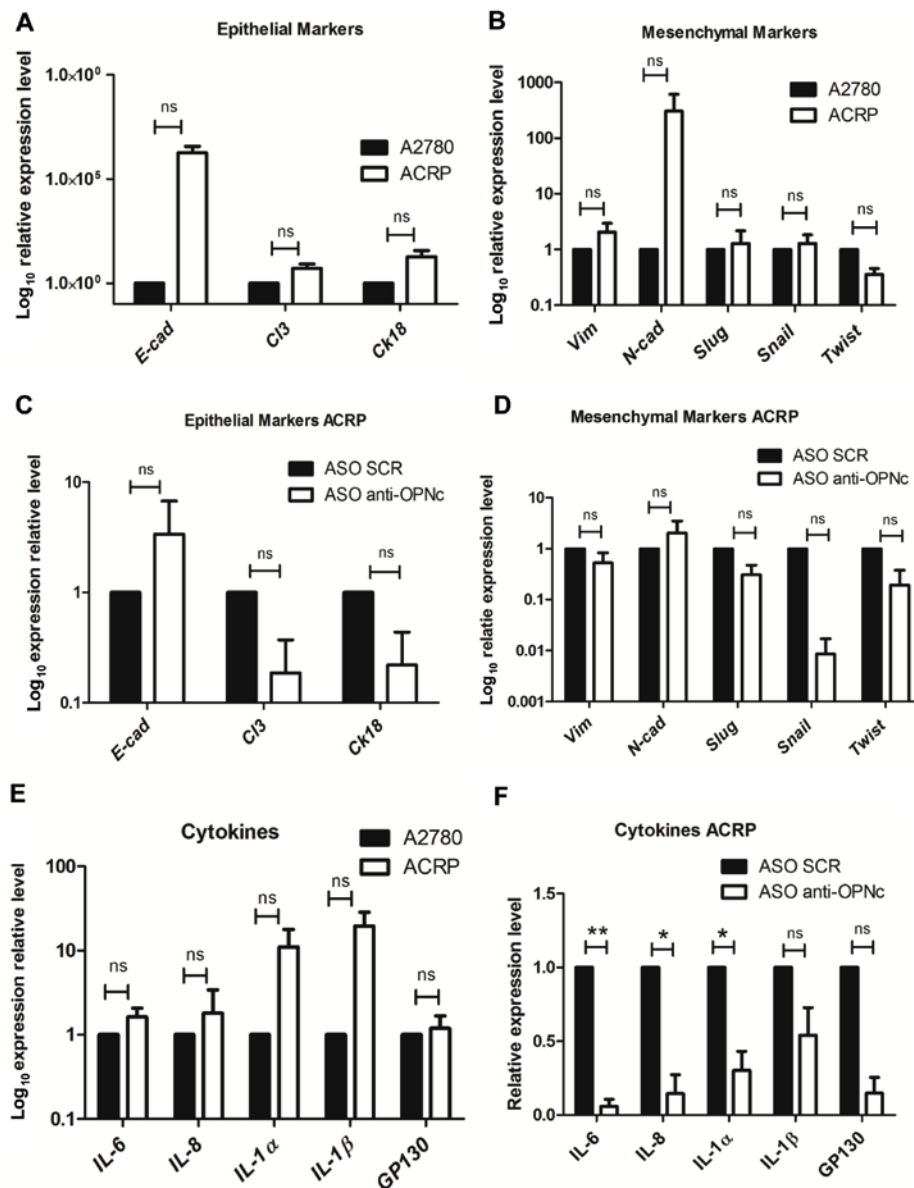 A
Epithelial Markers
Log10 relative expression level
1.0×10⁰
1.0×10⁵
1.0×10⁰
ns
ns
ns
A2780
ACRP
E-cad
Cl3
Ck18
B
Mesenchymal Markers
Log10 relative expression level
1000
100
10
1
0.1
ns
ns
ns
ns
ns
A2780
ACRP
Vim
N-cad
Slug
Snail
Twist
C
Epithelial Markers ACRP
Log10 expression relative level
10
1
0.1
ns
ns
ns
ASO SCR
ASO anti-OPNc
E-cad
Cl3
Ck18
D
Mesenchymal Markers ACRP
Log10 relatie expression level
10
1
0.1
0.01
0.001
ns
ns
ns
ns
ns
ASO SCR
ASO anti-OPNc
Vim
N-cad
Slug
Snail
Twist
E
Cytokines
Log10 expression relative level
100
10
1
0.1
ns
ns
ns
ns
ns
A2780
ACRP
IL-6
IL-8
IL-1α
IL-1β
GP130
F
Cytokines ACRP
Relative expression level
1.5
1.0
0.5
0.0
**
*
*
ns
ns
ASO SCR
ASO anti-OPNc
IL-6
IL-8
IL-1α
IL-1β
GP130